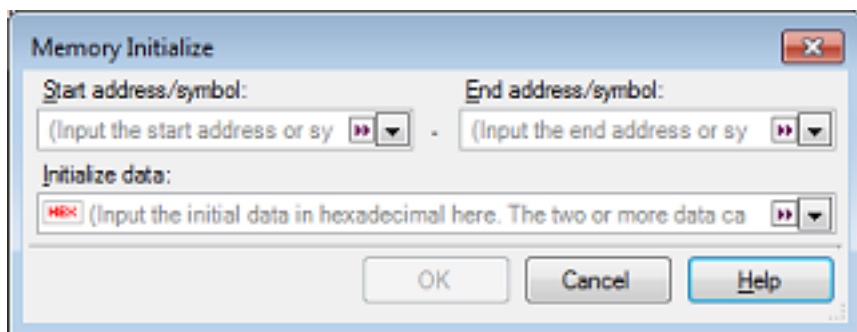 Memory Initialize
Start address/symbol: End address/symbol:
(Input the start address or sy - (Input the end address or sy
Initialize data:
HEX (Input the initial data in hexadecimal here. The two or more data ca
OK Cancel Help